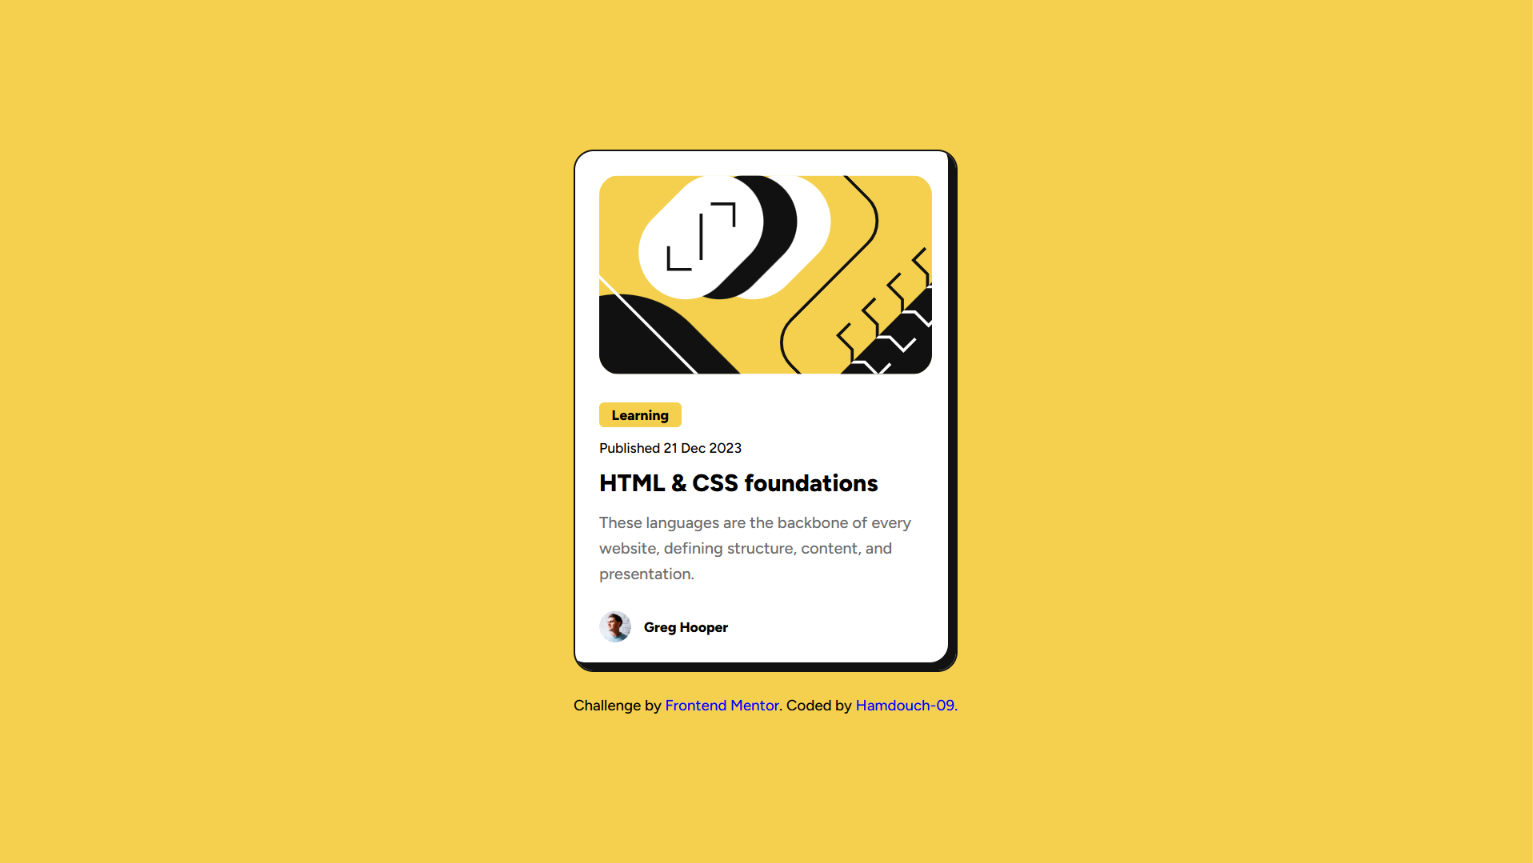 Learning
Published 21 Dec 2023
HTML & CSS foundations
These languages are the backbone of every
website, defining structure, content, and
presentation.
Greg Hooper
Challenge by Frontend Mentor. Coded by Hamdouch-09.